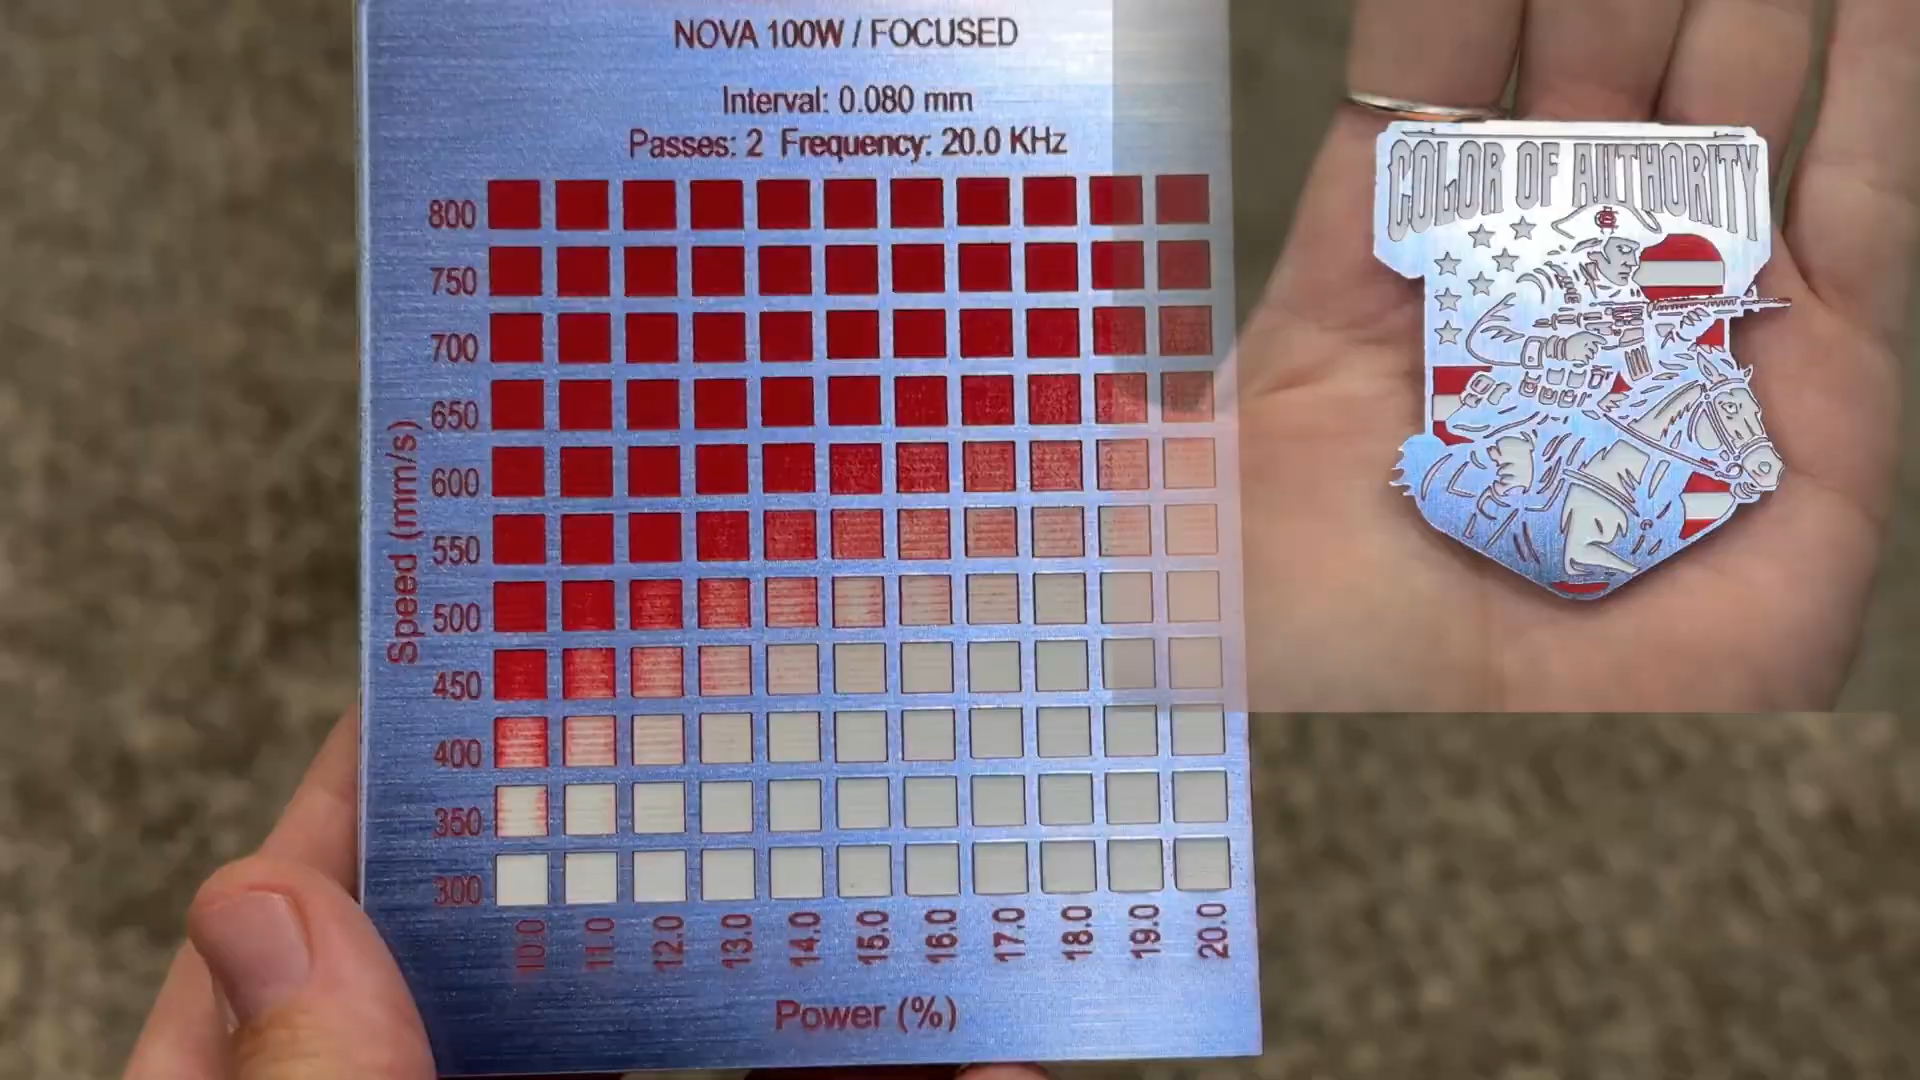 NOVA 100W / FOCUSED
Interval: 0.080 mm
Passes: 2 Frequency: 20.0 KHz
Speed (mm/s)
800
750
700
650
600
550
500
450
400
350
300
10.0 11.0 12.0 13.0 14.0 15.0 16.0 17.0 18.0 19.0 20.0
Power (%)
COLOR OF AUTHORITY